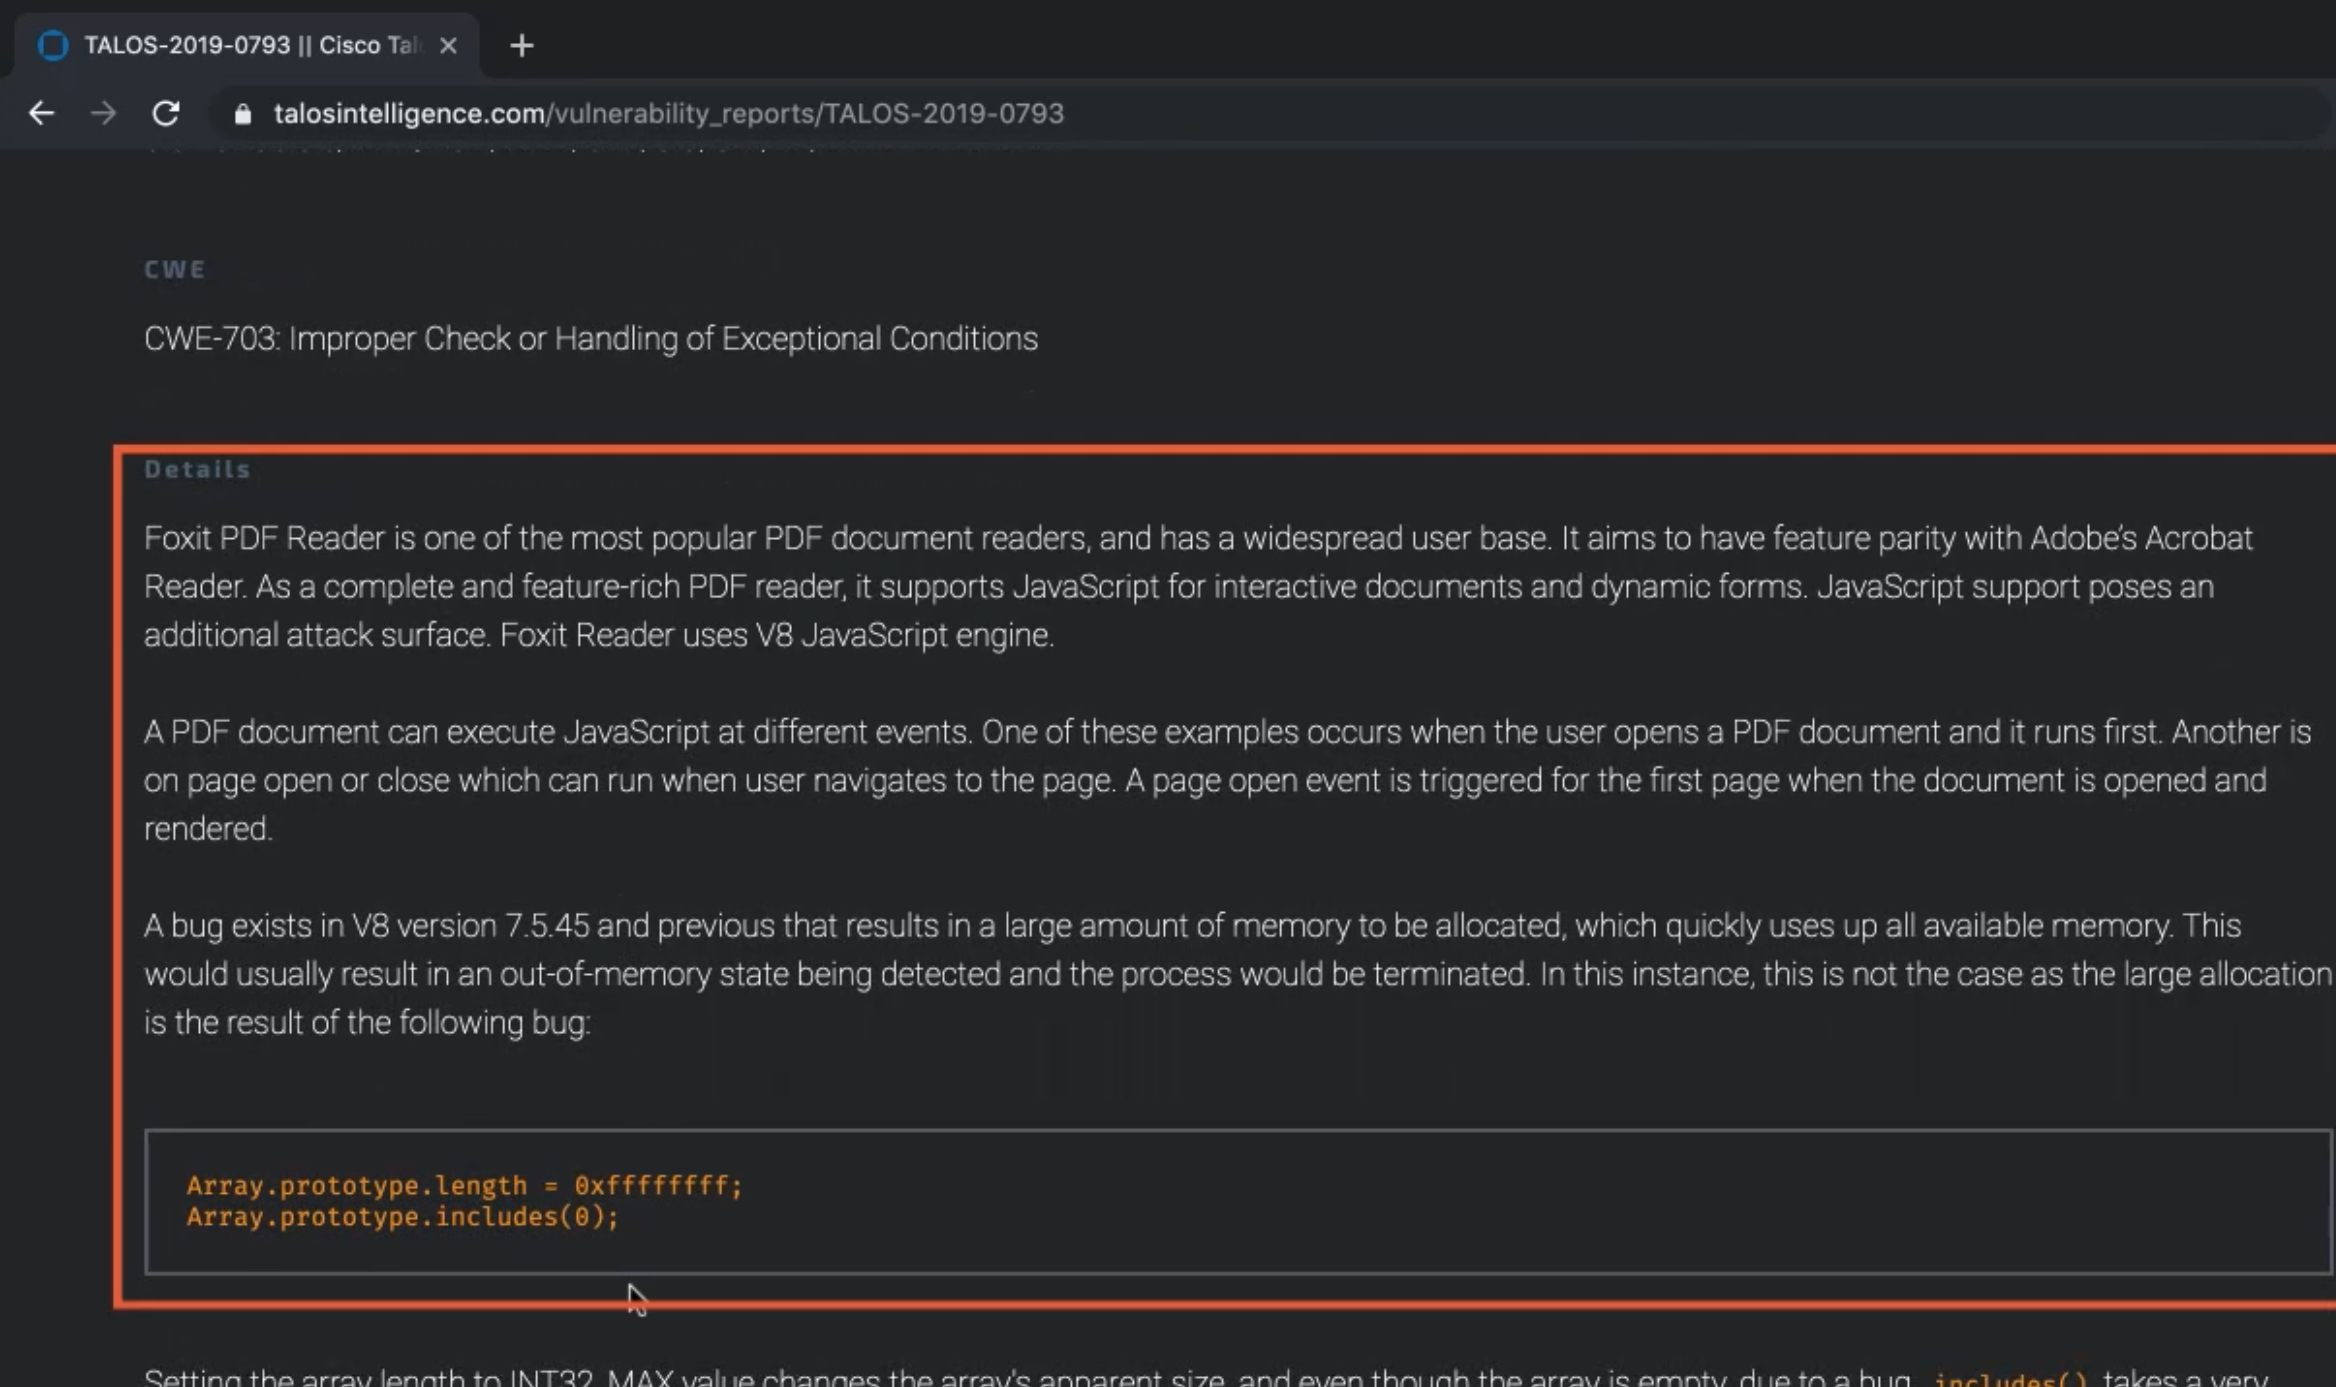 TALOS-2019-0793 || Cisco Tal
talosintelligence.com/vulnerability_reports/TALOS-2019-0793
CWE
CWE-703: Improper Check or Handling of Exceptional Conditions
Details
Foxit PDF Reader is one of the most popular PDF document readers, and has a widespread user base. It aims to have feature parity with Adobe’s Acrobat
Reader. As a complete and feature-rich PDF reader, it supports JavaScript for interactive documents and dynamic forms. JavaScript support poses an
additional attack surface. Foxit Reader uses V8 JavaScript engine.
A PDF document can execute JavaScript at different events. One of these examples occurs when the user opens a PDF document and it runs first. Another is
on page open or close which can run when user navigates to the page. A page open event is triggered for the first page when the document is opened and
rendered.
A bug exists in V8 version 7.5.45 and previous that results in a large amount of memory to be allocated, which quickly uses up all available memory. This
would usually result in an out-of-memory state being detected and the process would be terminated. In this instance, this is not the case as the large allocation
is the result of the following bug:
Array.prototype.length = 0xffffffff;
Array.prototype.includes(0);
Setting the array length to INT32_MAX value changes the array's apparent size, and even though the array is empty, due to a bug, includes() takes a very